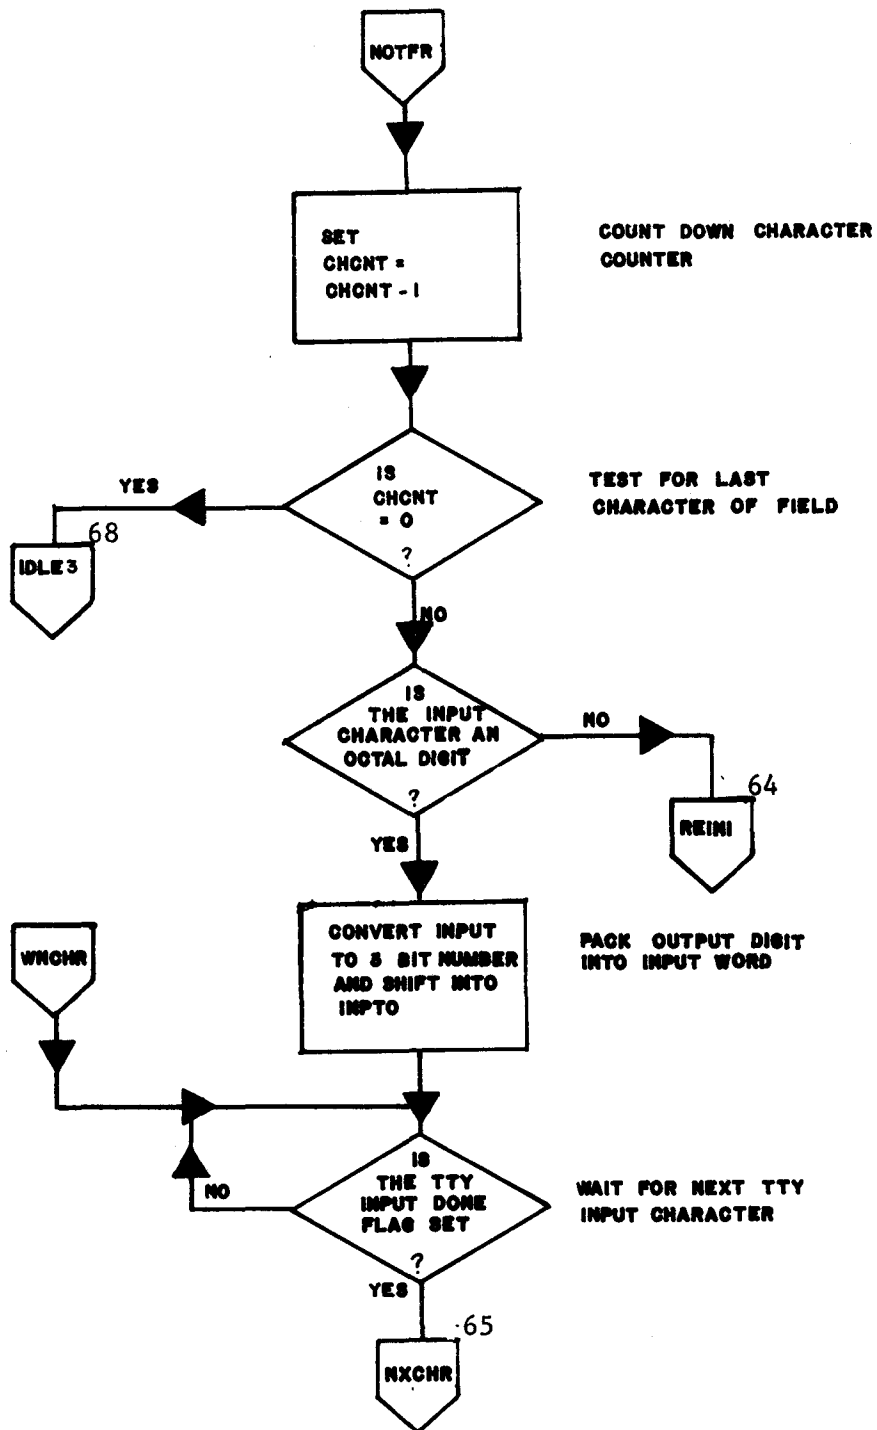 NOTFR
SET
CHCNT =
CHCNT - 1
COUNT DOWN CHARACTER
COUNTER
IS
CHCNT
= 0
?
YES
TEST FOR LAST
CHARACTER OF FIELD
68
IDLE3
NO
IS
THE INPUT
CHARACTER AN
OCTAL DIGIT
?
NO
64
REINI
YES
CONVERT INPUT
TO 3 BIT NUMBER
AND SHIFT INTO
INPTO
PACK OUTPUT DIGIT
INTO INPUT WORD
WNCHR
IS
THE TTY
INPUT DONE
FLAG SET
?
NO
WAIT FOR NEXT TTY
INPUT CHARACTER
YES
65
NXCHR